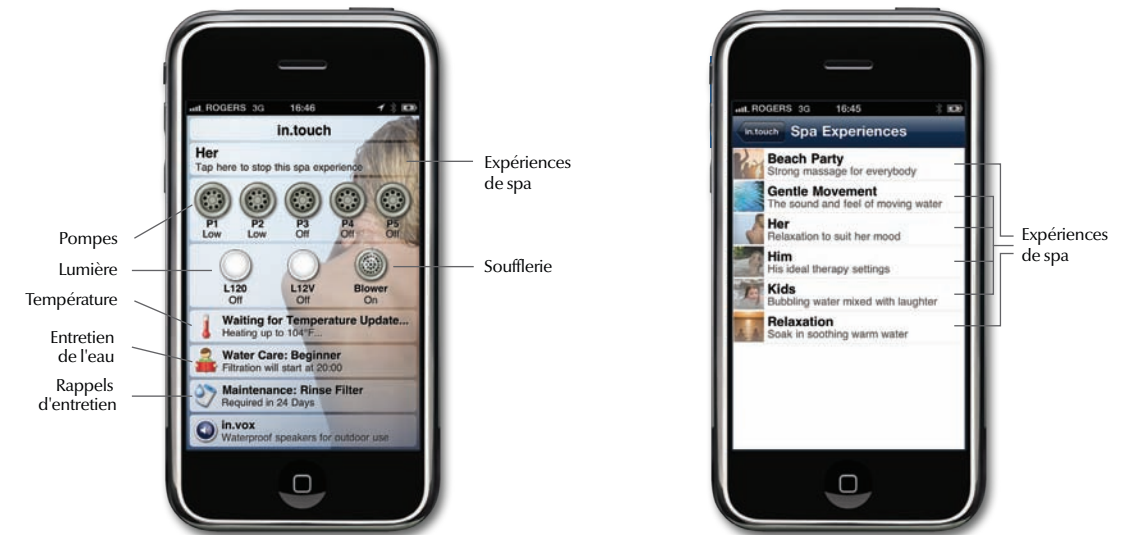 ROGERS 3G 16:46
in.touch
Her
Tap here to stop this spa experience
P1 P2 P3 P4 P5
Low Low Off Off Off
L120 L12V Blower
Off Off On
Waiting for Temperature Update...
Heating up to 104°F...
Water Care: Beginner
Filtration will start at 20:00
Maintenance: Rinse Filter
Required in 24 Days
in.vox
Waterproof speakers for outdoor use
Pompes
Lumière
Température
Entretien
de l'eau
Rappels
d'entretien
Expériences
de spa
Soufflerie
ROGERS 3G 16:45
in.touch Spa Experiences
Beach Party
Strong massage for everybody
Gentle Movement
The sound and feel of moving water
Her
Relaxation to suit her mood
Him
His ideal therapy settings
Kids
Bubbling water mixed with laughter
Relaxation
Soak in soothing warm water
Expériences
de spa